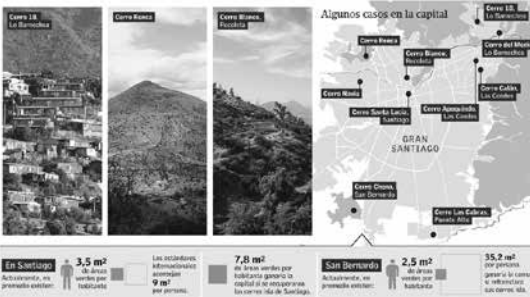 Cerro 18,
Lo Barnechea
Cerro Renca
Cerro Blanco,
Recoleta
Algunos casos en la capital
Cerro 18,
Lo Barnechea
Cerro Renca
Cerro Blanco,
Recoleta
Cerro del Medio
Lo Barnechea
Cerro Navia
Cerro Calán,
Las Condes
Cerro Santa Lucía,
Santiago
Cerro Apoquindo,
Las Condes
GRAN
SANTIAGO
Cerro Chena,
San Bernardo
Cerro Las Cabras,
Puente Alto
En Santiago
Actualmente, en
promedio existen:
3,5 m²
de áreas
verdes por
habitante
Los estándares
internacionales
aconsejan
9 m²
por persona.
7,8 m²
de áreas verdes por
habitante ganaría la
capital si se recuperaran
los cerros isla de Santiago.
San Bernardo
Actualmente, en
promedio existen:
2,5 m²
de áreas
verdes por
habitante
35,2 m²
por persona
ganaría la comuna
si
sus cerros isla.